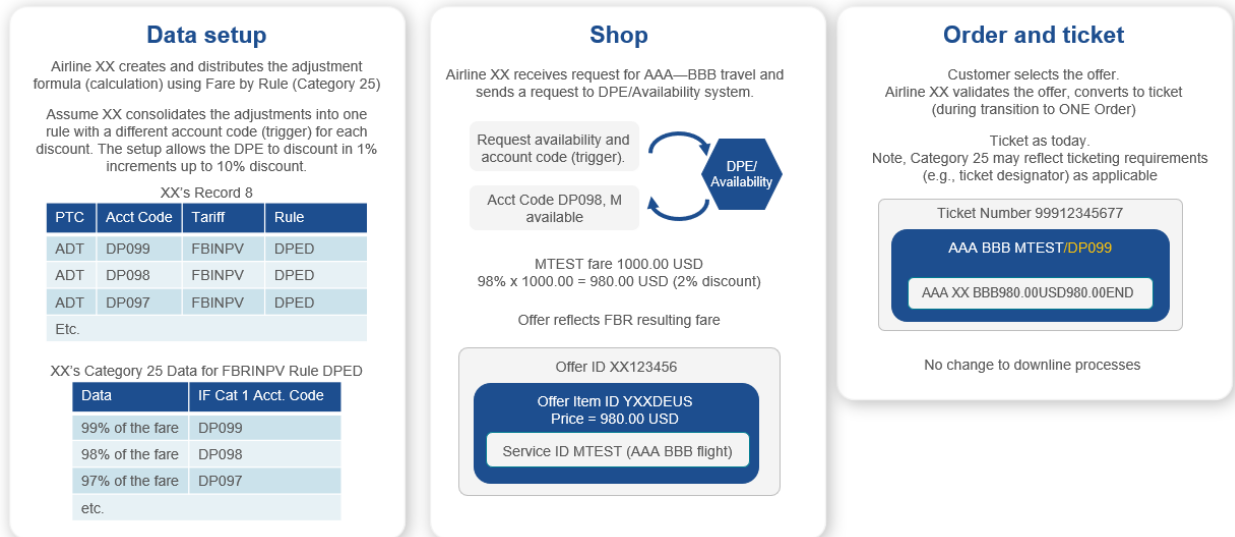 Data setup
Airline XX creates and distributes the adjustment
formula (calculation) using Fare by Rule (Category 25)
Assume XX consolidates the adjustments into one
rule with a different account code (trigger) for each
discount. The setup allows the DPE to discount in 1%
increments up to 10% discount.
XX's Record 8
PTC Acct Code Tariff Rule
ADT DP099 FBINPV DPED
ADT DP098 FBINPV DPED
ADT DP097 FBINPV DPED
Etc.
XX's Category 25 Data for FBRINPV Rule DPED
Data IF Cat 1 Acct. Code
99% of the fare DP099
98% of the fare DP098
97% of the fare DP097
etc.
Shop
Airline XX receives request for AAA—BBB travel and
sends a request to DPE/Availability system.
Request availability and
account code (trigger).
DPE/
Availability
Acct Code DP098, M
available
MTEST fare 1000.00 USD
98% x 1000.00 = 980.00 USD (2% discount)
Offer reflects FBR resulting fare
Offer ID XX123456
Offer Item ID YXXDEUS
Price = 980.00 USD
Service ID MTEST (AAA BBB flight)
Order and ticket
Customer selects the offer.
Airline XX validates the offer, converts to ticket
(during transition to ONE Order)
Ticket as today.
Note, Category 25 may reflect ticketing requirements
(e.g., ticket designator) as applicable
Ticket Number 99912345677
AAA BBB MTEST/DP099
AAA XX BBB980.00USD980.00END
No change to downline processes